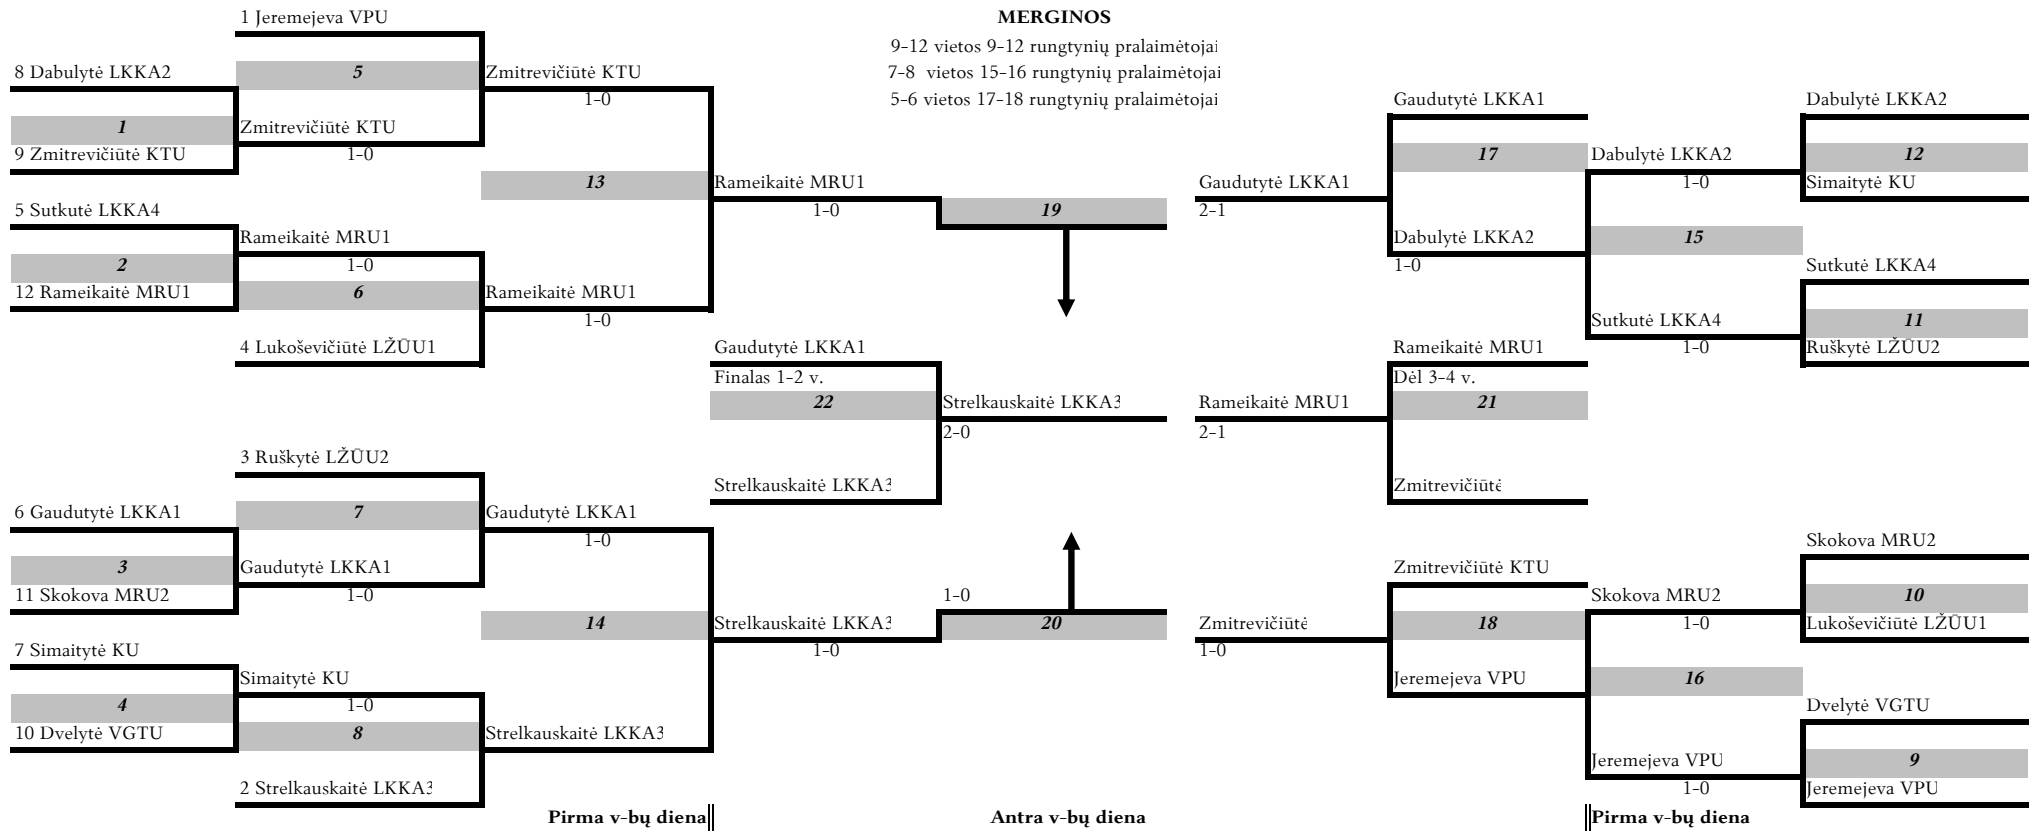 MERGINOS
9-12 vietos 9-12 rungtynių pralaimėtojai
7-8 vietos 15-16 rungtynių pralaimėtojai
5-6 vietos 17-18 rungtynių pralaimėtojai
1 Jeremejeva VPU
8 Dabulytė LKKA2
5
1
Zmitrevičiūtė KTU
1-0
9 Zmitrevičiūtė KTU
5 Sutkutė LKKA4
2
Rameikaitė MRU1
1-0
12 Rameikaitė MRU1
6
4 Lukoševičiūtė LŽŪU1
3 Ruškytė LŽŪU2
6 Gaudutytė LKKA1
7
3
Gaudutytė LKKA1
1-0
11 Skokova MRU2
7 Simaitytė KU
4
Simaitytė KU
1-0
10 Dvelytė VGTU
8
2 Strelkauskaitė LKKA3
Zmitrevičiūtė KTU
1-0
13
Rameikaitė MRU1
1-0
Gaudutytė LKKA1
1-0
14
Strelkauskaitė LKKA3
Pirma v-bų diena
Rameikaitė MRU1
1-0
19
Gaudutytė LKKA1
Finalas 1-2 v.
22
Strelkauskaitė LKKA3
2-0
Strelkauskaitė LKKA3
1-0
20
Strelkauskaitė LKKA3
1-0
Antra v-bų diena
Gaudutytė LKKA1
2-1
Gaudutytė LKKA1
17
Dabulytė LKKA2
1-0
Rameikaitė MRU1
2-1
Rameikaitė MRU1
Dėl 3-4 v.
21
Zmitrevičiūtė
Zmitrevičiūtė
1-0
Zmitrevičiūtė KTU
18
Jeremejeva VPU
Dabulytė LKKA2
1-0
15
Sutkutė LKKA4
1-0
Skokova MRU2
1-0
16
Jeremejeva VPU
1-0
Pirma v-bų diena
Dabulytė LKKA2
12
Simaitytė KU
Sutkutė LKKA4
11
Ruškytė LŽŪU2
Skokova MRU2
10
Lukoševičiūtė LŽŪU1
Dvelytė VGTU
9
Jeremejeva VPU